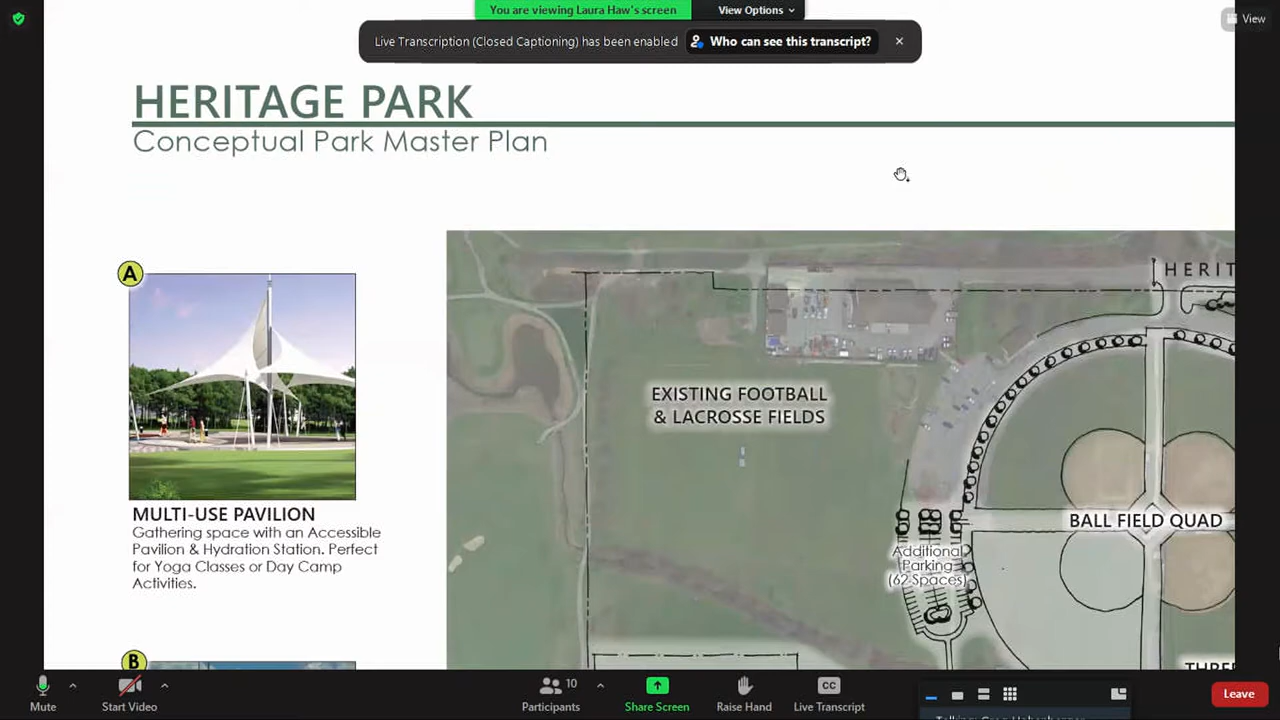 You are viewing Laura Haw's screen
View Options
View
Live Transcription (Closed Captioning) has been enabled
Who can see this transcript?
HERITAGE PARK
Conceptual Park Master Plan
A
MULTI-USE PAVILION
Gathering space with an Accessible
Pavilion & Hydration Station. Perfect
for Yoga Classes or Day Camp
Activities.
B
HERIT
EXISTING FOOTBALL
& LACROSSE FIELDS
BALL FIELD QUAD
Additional
Parking
(62 Spaces)
THREE
Mute
Start Video
10
Participants
Share Screen
Raise Hand
CC
Live Transcript
Leave